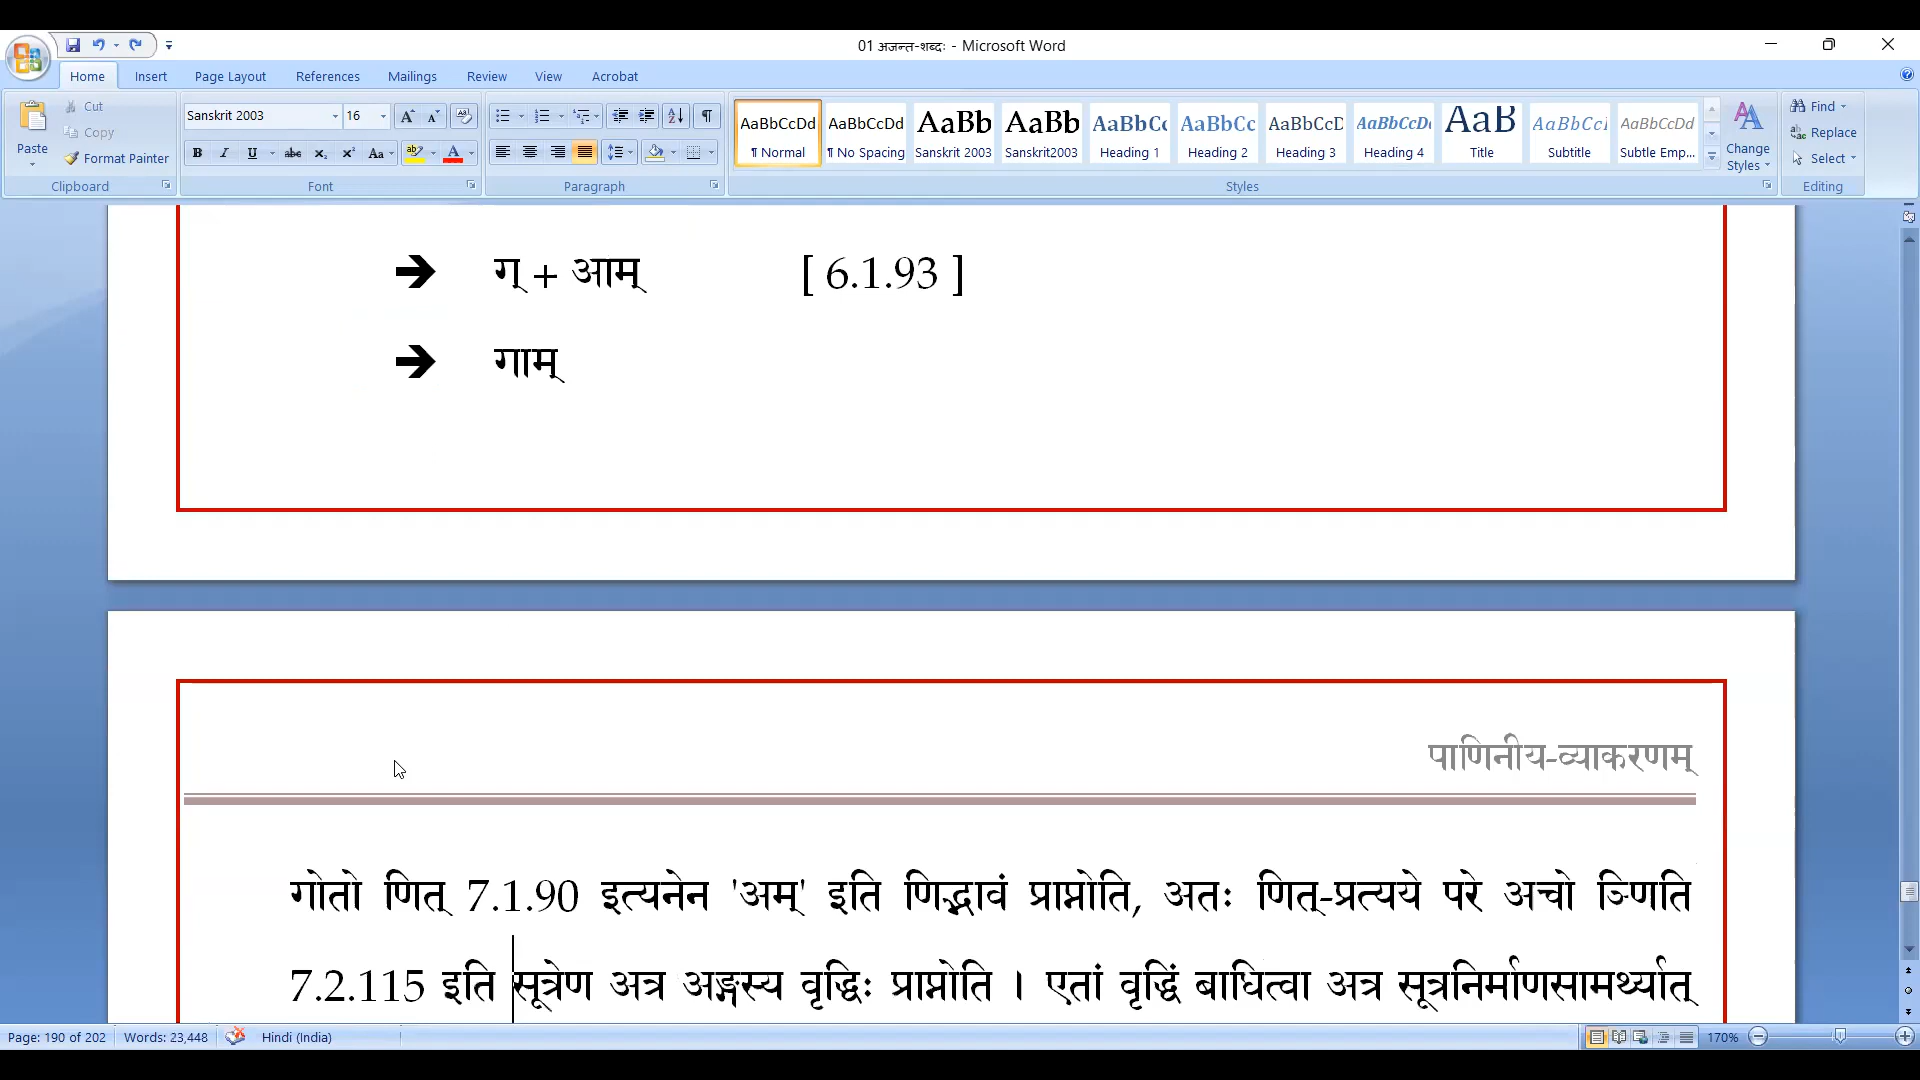 01 अजन्त-शब्दः - Microsoft Word
Home Insert Page Layout References Mailings Review View Acrobat
Paste Cut Copy Format Painter
Clipboard
Sanskrit 2003 16
Font
Paragraph
AaBbCcDd AaBbCcDd AaBb AaBb AaBbCc AaBbCc AaBbCcD AaBbCcDd AaB AaBbCcl AaBbCcDd
¶ Normal ¶ No Spacing Sanskrit 2003 Sanskrit2003 Heading 1 Heading 2 Heading 3 Heading 4 Title Subtitle Subtle Emp...
Styles
Change Styles
Find Replace Select
Editing
➔ ग् + आम् [ 6.1.93 ]
➔ गाम्
पाणिनीय-व्याकरणम्
गोतो णित् 7.1.90 इत्यनेन 'अम्' इति णिद्भावं प्राप्नोति, अतः णित्-प्रत्यये परे अचो ञ्णिति
7.2.115 इति सूत्रेण अत्र अङ्गस्य वृद्धिः प्राप्नोति । एतां वृद्धिं बाधित्वा अत्र सूत्रनिर्माणसामर्थ्यात्
Page: 190 of 202 Words: 23,448 Hindi (India) 170%